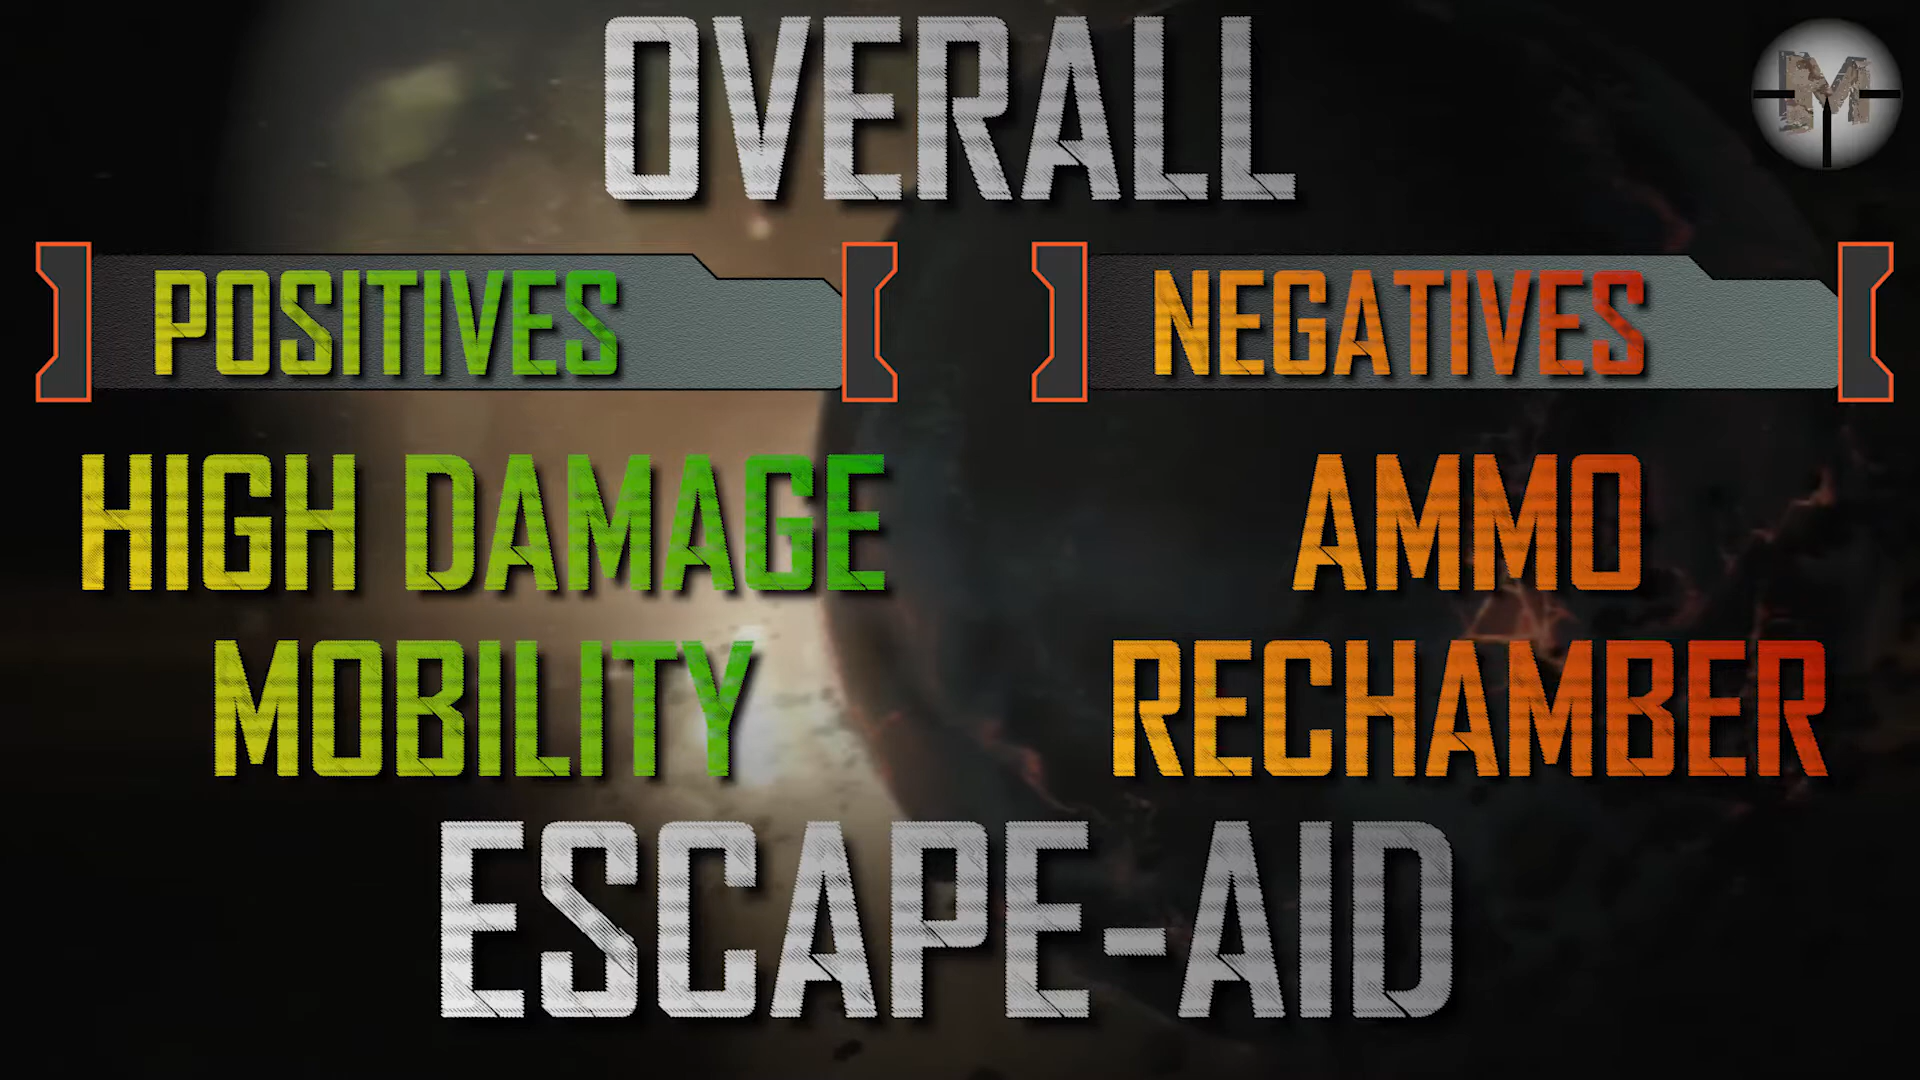 OVERALL
M
POSITIVES
NEGATIVES
HIGH DAMAGE
AMMO
MOBILITY
RECHAMBER
ESCAPE-AID